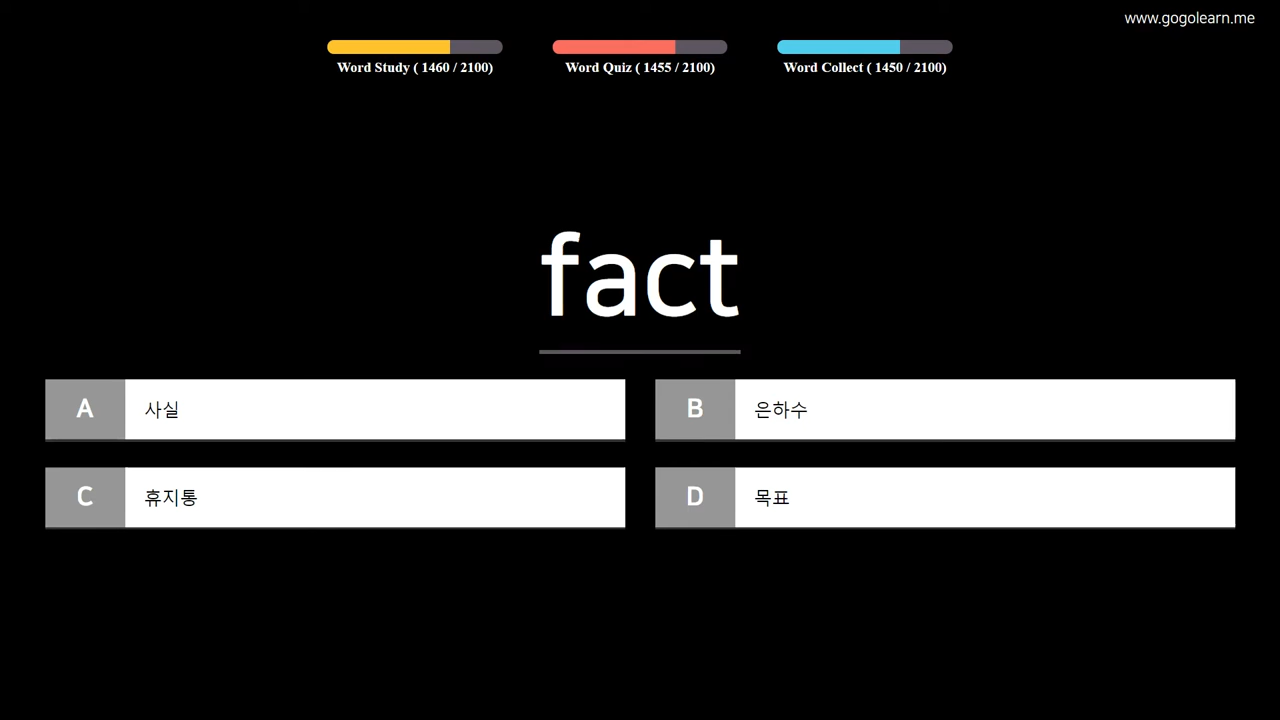 www.gogolearn.me
Word Study ( 1460 / 2100)
Word Quiz ( 1455 / 2100)
Word Collect ( 1450 / 2100)
fact
A 사실
B 은하수
C 휴지통
D 목표